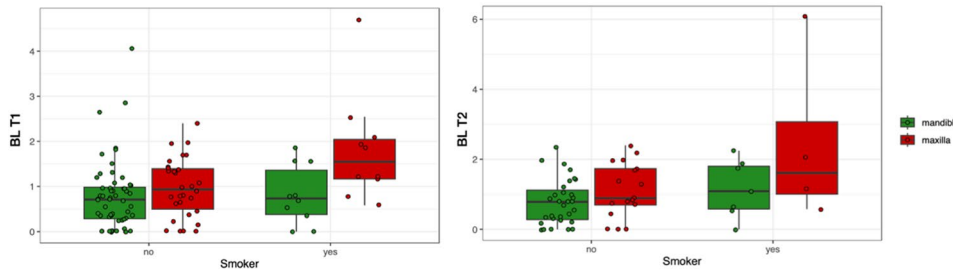 BL T1
4
3
2
1
0
no
yes
Smoker
BL T2
6
4
2
0
no
yes
Smoker
mandibl
maxilla